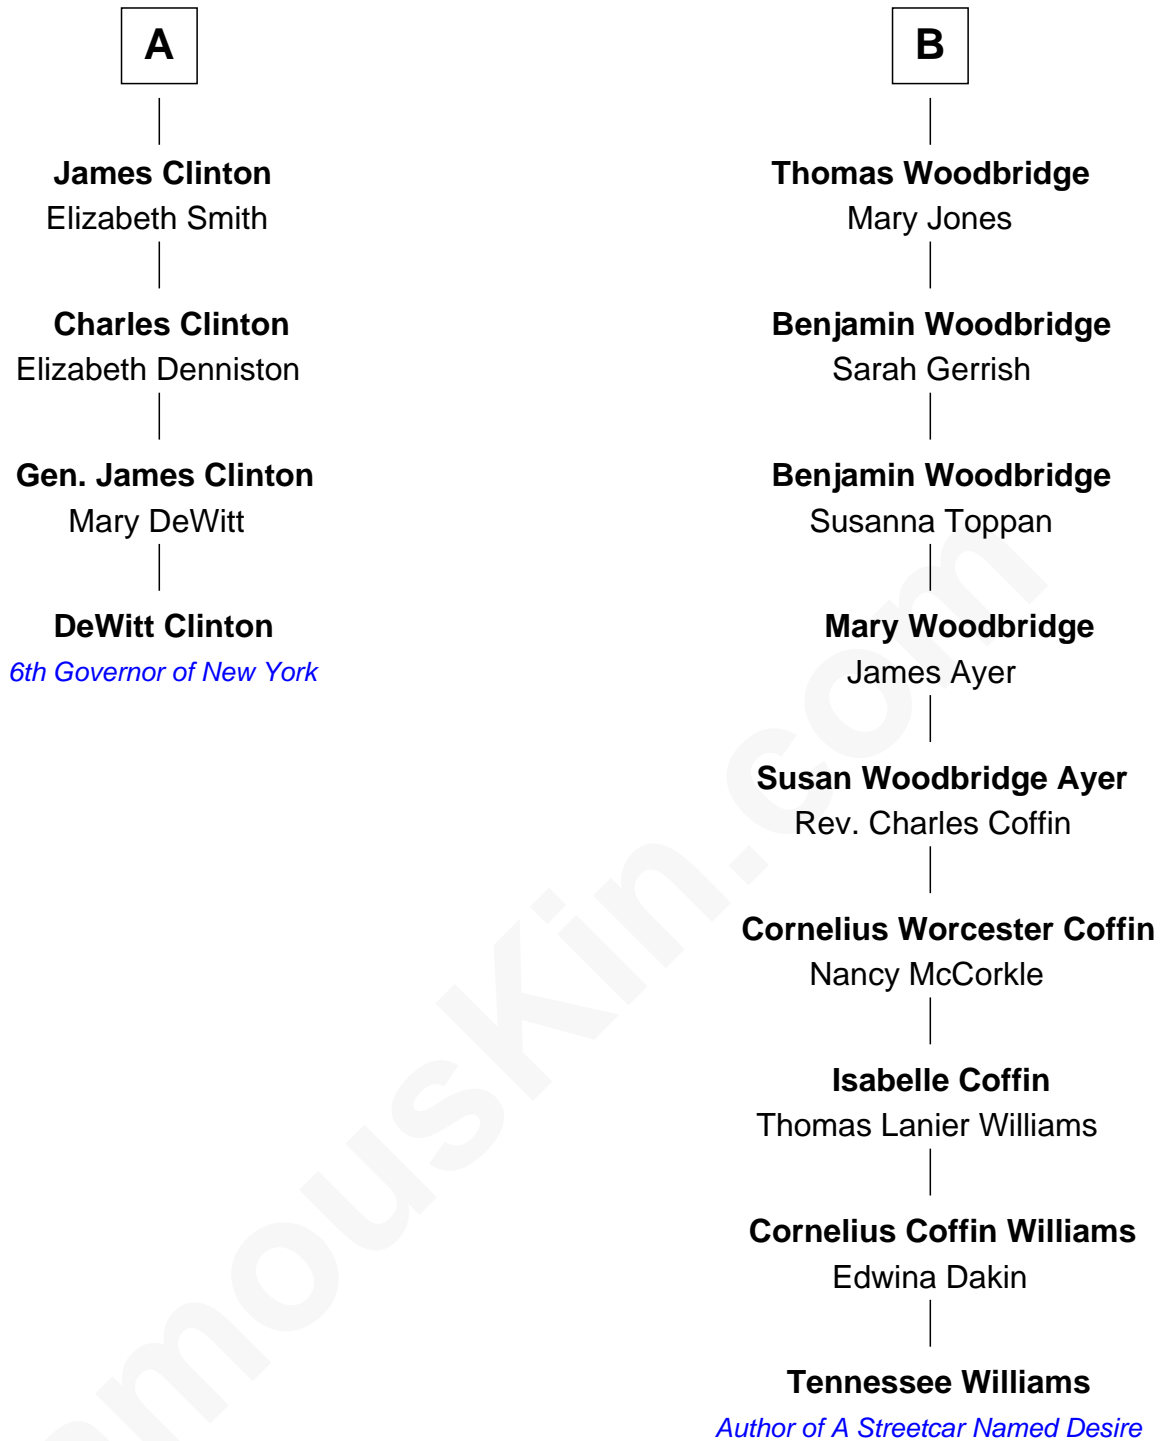 A
James Clinton
Elizabeth Smith
Charles Clinton
Elizabeth Denniston
Gen. James Clinton
Mary DeWitt
DeWitt Clinton
6th Governor of New York
B
Thomas Woodbridge
Mary Jones
Benjamin Woodbridge
Sarah Gerrish
Benjamin Woodbridge
Susanna Toppan
Mary Woodbridge
James Ayer
Susan Woodbridge Ayer
Rev. Charles Coffin
Cornelius Worcester Coffin
Nancy McCorkle
Isabelle Coffin
Thomas Lanier Williams
Cornelius Coffin Williams
Edwina Dakin
Tennessee Williams
Author of A Streetcar Named Desire
amouskin.com